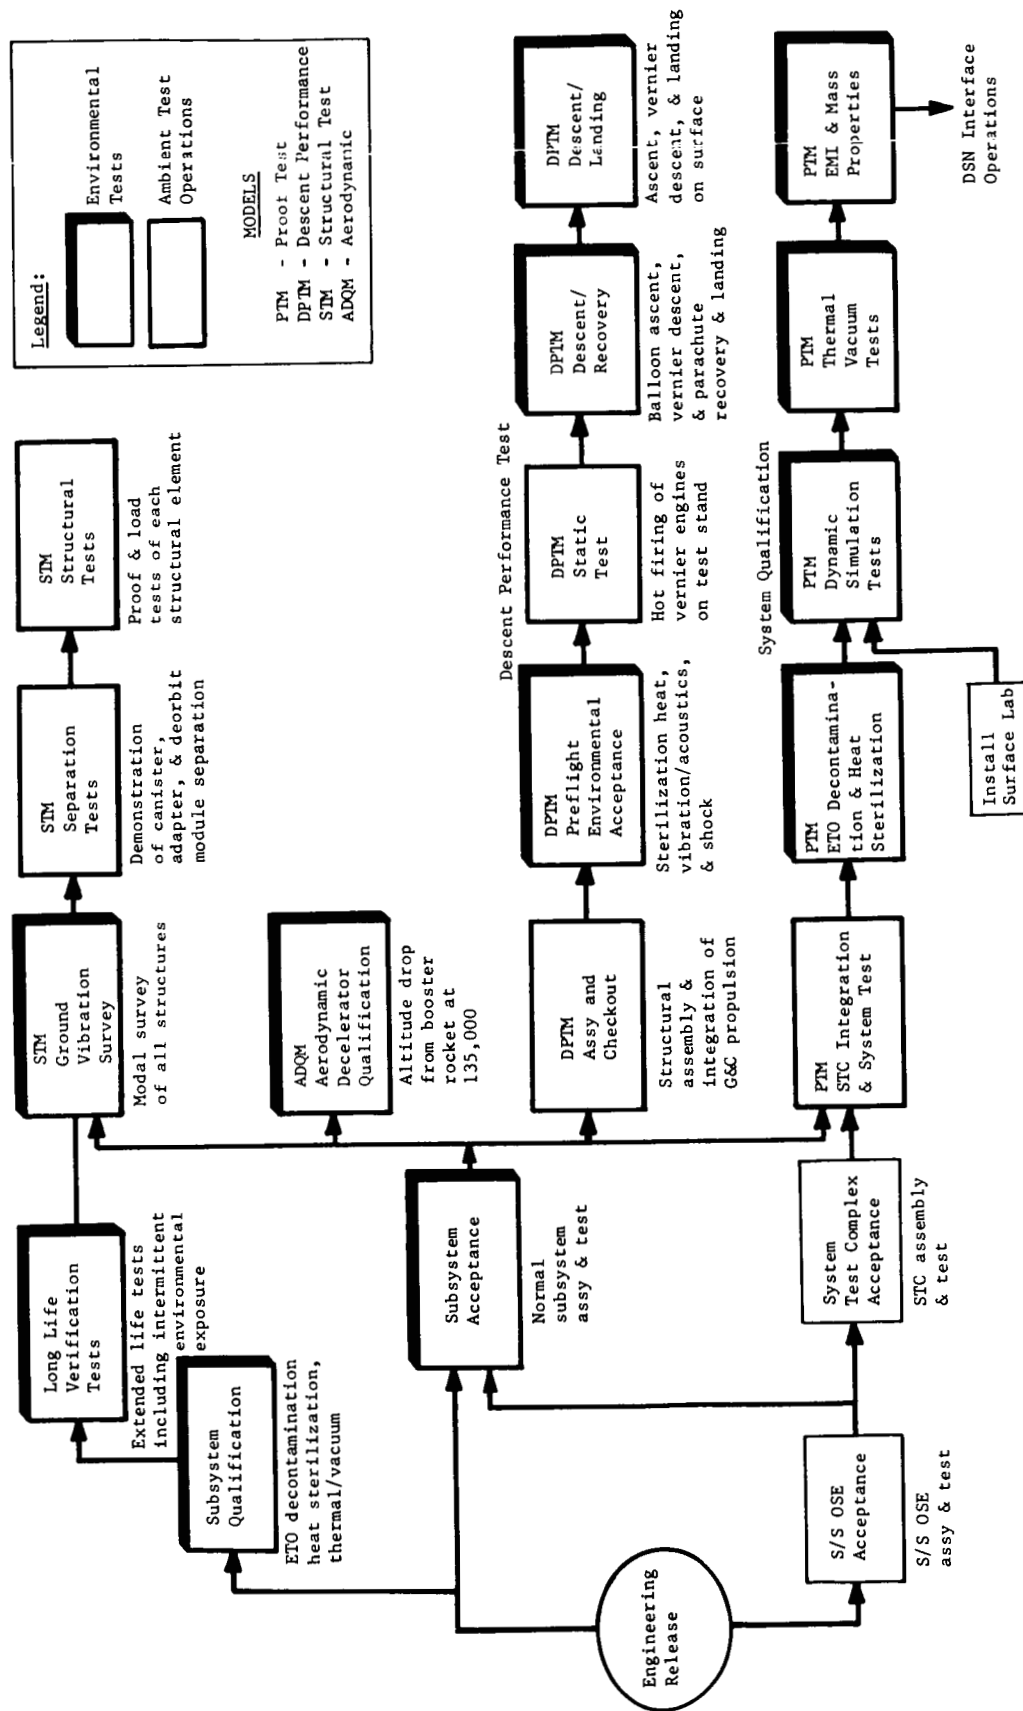 Legend:
Environmental
Tests
Ambient Test
Operations
MODELS
PTM - Proof Test
DPTM - Descent Performance
STM - Structural Test
ADQM - Aerodynamic
Long Life
Verification
Tests
Extended life tests
including intermittent
environmental
exposure
STM
Ground
Vibration
Survey
Modal survey
of all structures
STM
Separation
Tests
Demonstration
of canister,
adapter, & deorbit
module separation
STM
Structural
Tests
Proof & load
tests of each
structural element
Subsystem
Qualification
ETO decontamination
heat sterilization,
thermal/vacuum
ADQM
Aerodynamic
Decelerator
Qualification
Altitude drop
from booster
rocket at
135,000
Subsystem
Acceptance
Normal
subsystem
assy & test
Descent Performance Test
DPTM
Assy and
Checkout
Structural
assembly &
integration of
G&C propulsion
DPTM
Preflight
Environmental
Acceptance
Sterilization heat,
vibration/acoustics,
& shock
DPTM
Static
Test
Hot firing of
vernier engines
on test stand
DPTM
Descent/
Recovery
Balloon ascent,
vernier descent,
& parachute
recovery & landing
DPTM
Descent/
Landing
Ascent, vernier
descent, & landing
on surface
Engineering
Release
S/S OSE
Acceptance
S/S OSE
assy & test
System
Test Complex
Acceptance
STC assembly
& test
System Qualification
PTM
STC Integration
& System Test
PTM
ETO Decontamina-
tion & Heat
Sterilization
Install
Surface Lab
PTM
Dynamic
Simulation
Tests
PTM
Thermal
Vacuum
Tests
PTM
EMI & Mass
Properties
DSN Interface
Operations